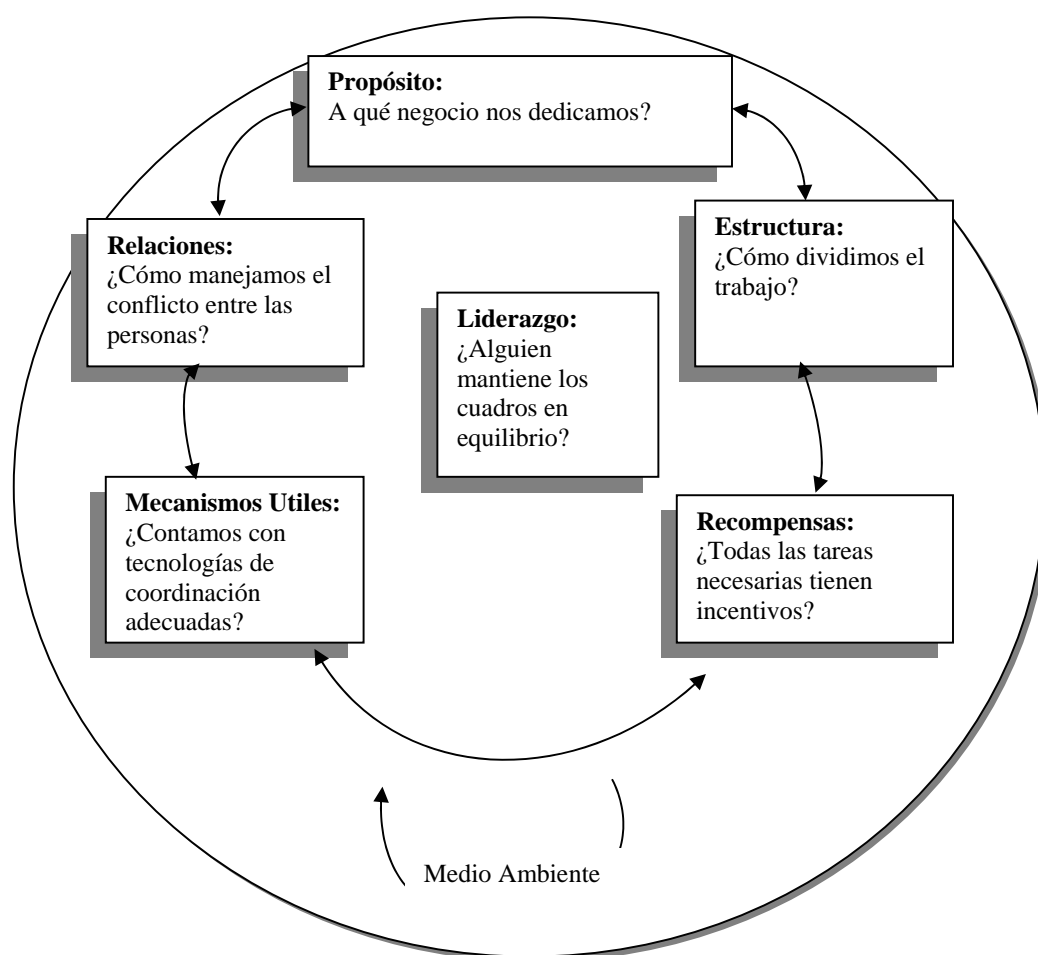 Propósito:
A qué negocio nos dedicamos?
Relaciones:
¿Cómo manejamos el
conflicto entre las
personas?
Estructura:
¿Cómo dividimos el
trabajo?
Liderazgo:
¿Alguien
mantiene los
cuadros en
equilibrio?
Mecanismos Utiles:
¿Contamos con
tecnologías de
coordinación
adecuadas?
Recompensas:
¿Todas las tareas
necesarias tienen
incentivos?
Medio Ambiente